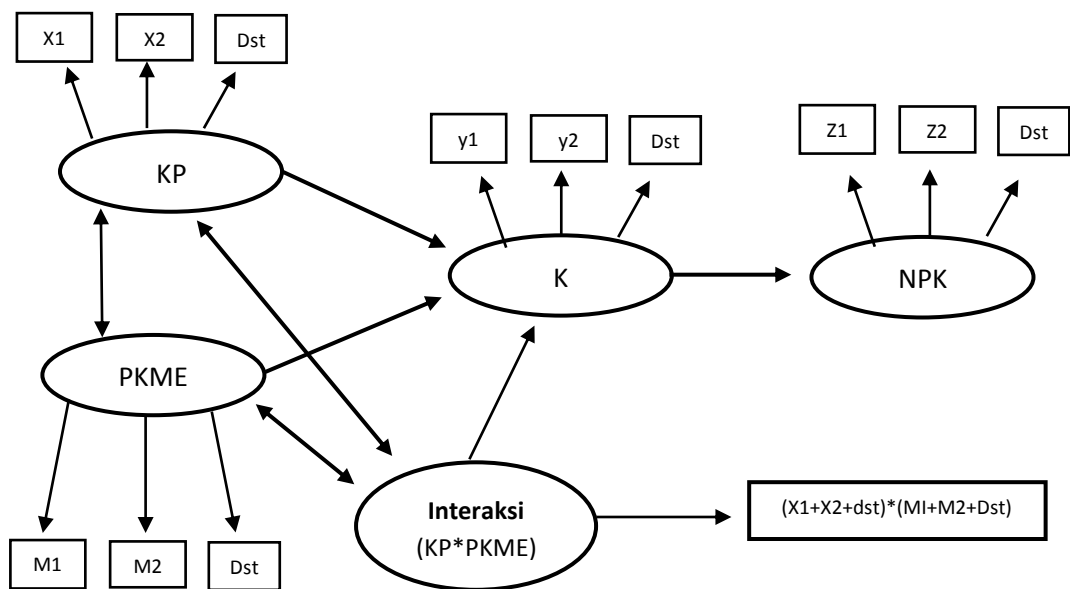 X1
X2
Dst
KP
y1
y2
Dst
Z1
Z2
Dst
K
NPK
PKME
Interaksi
(KP*PKME)
(X1+X2+dst)*(MI+M2+Dst)
M1
M2
Dst